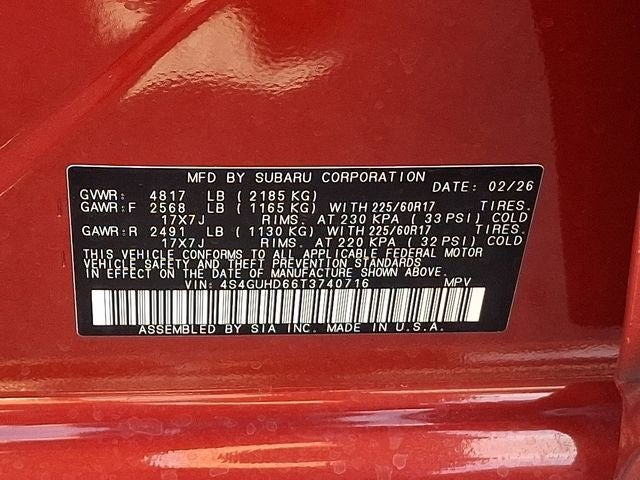 MFD BY SUBARU CORPORATION
DATE: 02/26
GVWR: 4817 LB ( 2185 KG)
GAWR:F 2568 LB ( 1165 KG) WITH 225/60R17 TIRES.
17X7J RIMS. AT 230 KPA ( 33 PSI) COLD
GAWR:R 2491 LB ( 1130 KG) WITH 225/60R17 TIRES.
17X7J RIMS. AT 220 KPA ( 32 PSI) COLD
THIS VEHICLE CONFORMS TO ALL APPLICABLE FEDERAL MOTOR
VEHICLE SAFETY AND THEFT PREVENTION STANDARDS
IN EFFECT ON THE DATE OF MANUFACTURE SHOWN ABOVE.
VIN: 4S4GUHD66T3740716 MPV
ASSEMBLED BY SIA INC. MADE IN U.S.A.